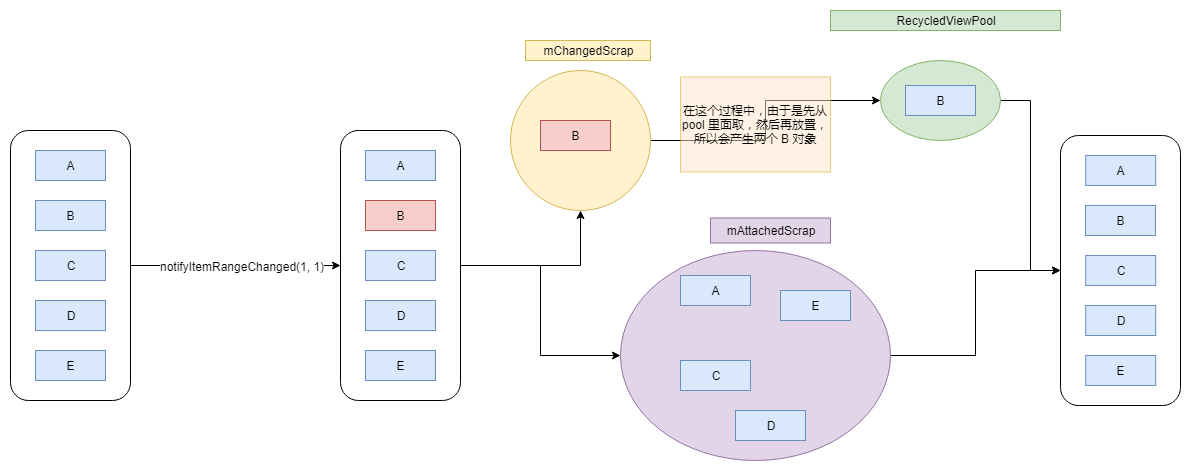 RecycledViewPool
mChangedScrap
B
在这个过程中，由于是先从
pool 里面取，然后再放置，
所以会产生两个 B 对象
B
A
B
C
D
E
notifyItemRangeChanged(1, 1)
A
B
C
D
E
mAttachedScrap
A
E
C
D
A
B
C
D
E